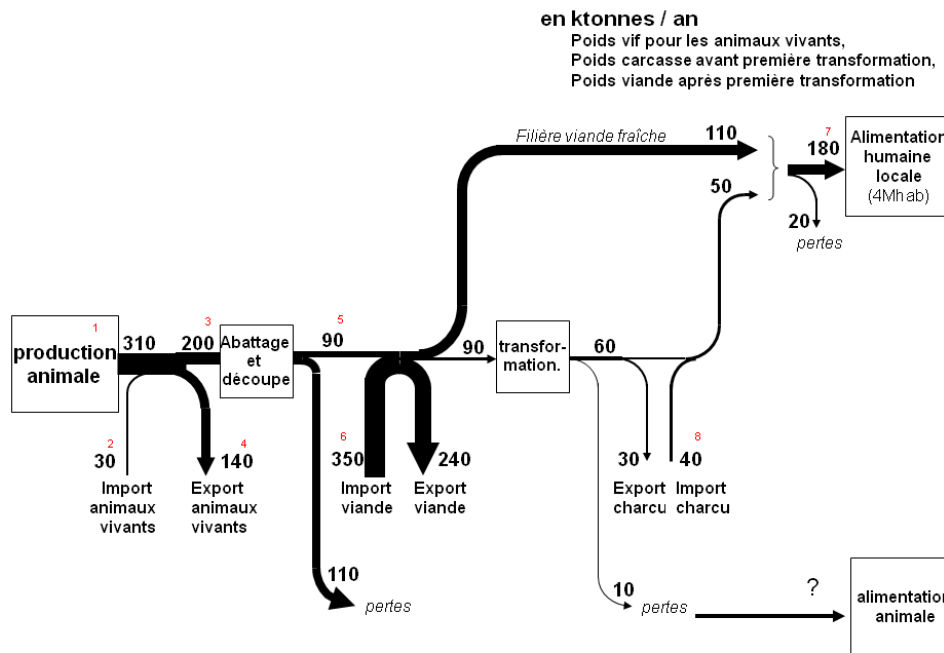 en ktonnes / an
Poids vif pour les animaux vivants,
Poids carcasse avant première transformation,
Poids viande après première transformation
Filière viande fraîche
110
7
180
Alimentation
humaine
locale
(4Mhab)
50
20
pertes
1
production
animale
310
3
200
Abattage
et
découpe
5
90
90
transfor-
mation.
60
2
30
Import
animaux
vivants
4
140
Export
animaux
vivants
6
350
Import
viande
240
Export
viande
30
Export
charcu
8
40
Import
charcu
110
pertes
10
pertes
?
alimentation
animale